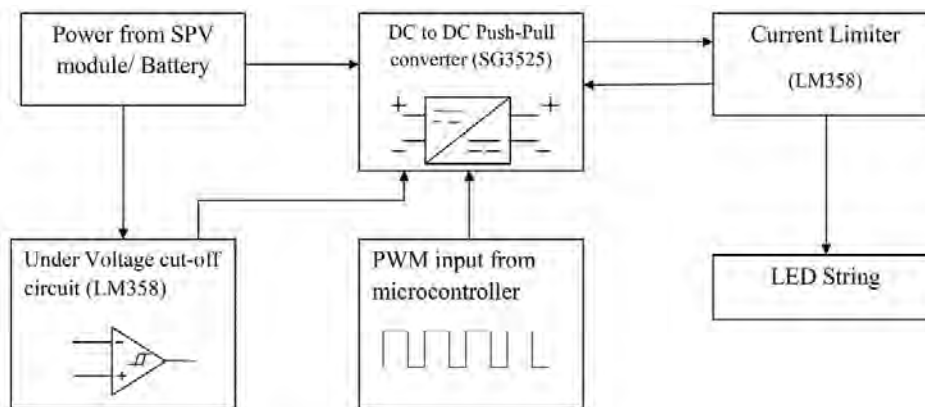 Power from SPV
module/ Battery
DC to DC Push-Pull
converter (SG3525)
Current Limiter
(LM358)
Under Voltage cut-off
circuit (LM358)
PWM input from
microcontroller
LED String